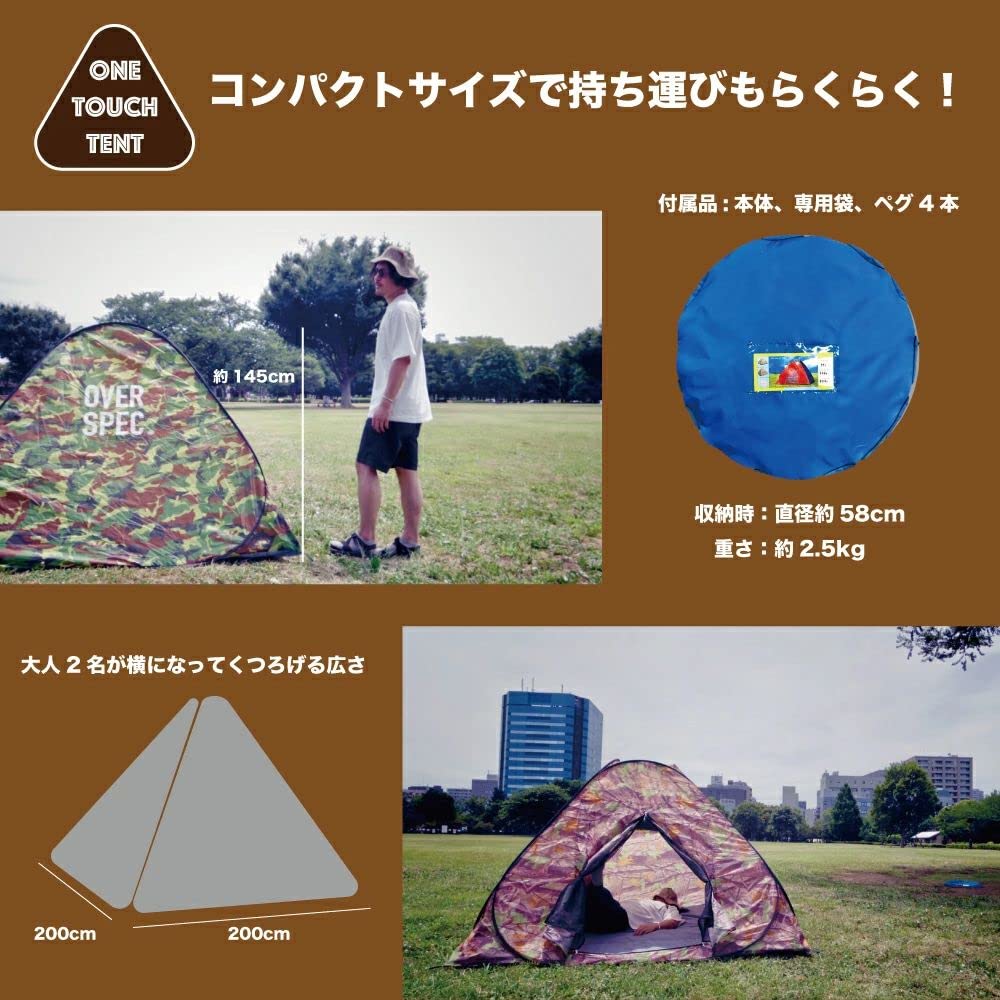 ONE
TOUCH
TENT
コンパクトサイズで持ち運びもらくらく！
付属品:本体、専用袋、ペグ4本
約145cm
OVER
SPEC.
収納時：直径約58cm
重さ：約2.5kg
大人2名が横になってくつろげる広さ
200cm
200cm